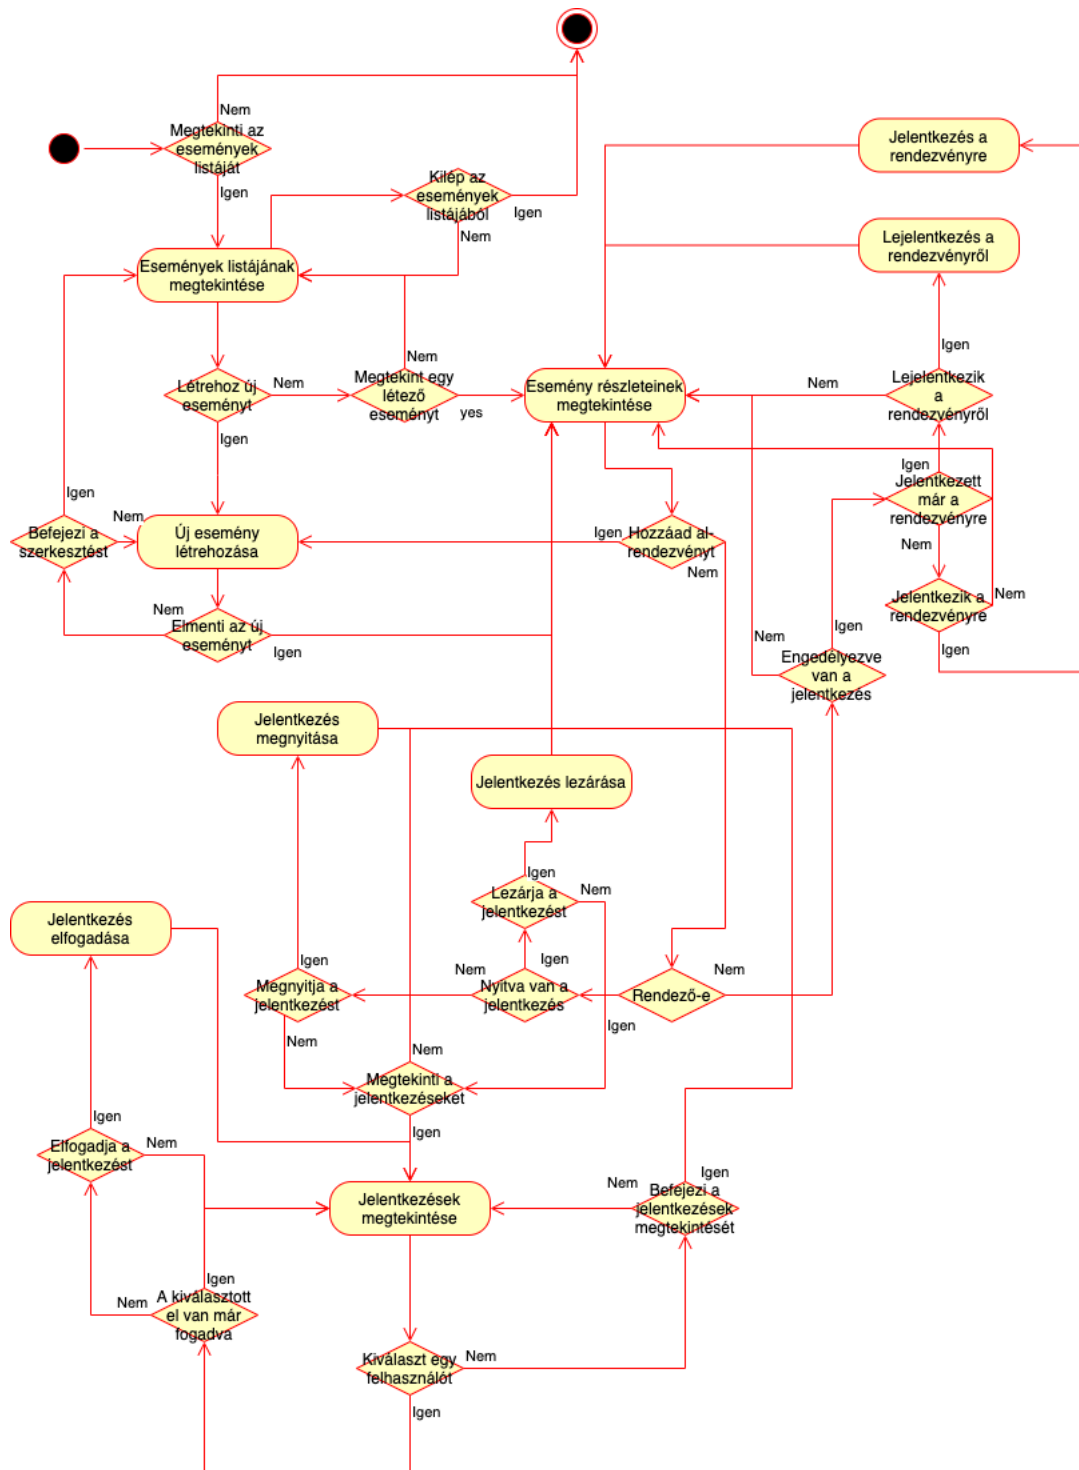 Nem
Megtekinti az
események
listáját
Igen
Kilép az
események
listájából
Igen
Nem
Jelentkezés a
rendezvényre
Lejelentkezés a
rendezvényről
Események listájának
megtekintése
Igen
Nem
Létrehoz új
eseményt
Nem
Megtekint egy
létező
eseményt
yes
Esemény részleteinek
megtekintése
Nem
Lejelentkezik
a
rendezvényről
Igen
Igen
Igen
Jelentkezett
már a
rendezvényre
Nem
Befejezi a
szerkesztést
Nem
Új esemény
létrehozása
Igen
Hozzáad al-
rendezvényt
Nem
Jelentkezik a
rendezvényre
Nem
Nem
Elmenti az új
eseményt
Igen
Nem
Igen
Igen
Engedélyezve
van a
jelentkezés
Jelentkezés
megnyitása
Jelentkezés lezárása
Igen
Lezárja a
jelentkezést
Nem
Jelentkezés
elfogadása
Igen
Megnyitja a
jelentkezést
Nem
Igen
Nyitva van a
jelentkezés
Rendező-e
Nem
Nem
Igen
Nem
Megtekinti a
jelentkezéseket
Igen
Igen
Elfogadja a
jelentkezést
Nem
Jelentkezések
megtekintése
Nem
Igen
Befejezi a
jelentkezések
megtekintését
Igen
Nem
A kiválasztott
el van már
fogadva
Kiválaszt egy
felhasználót
Nem
Igen